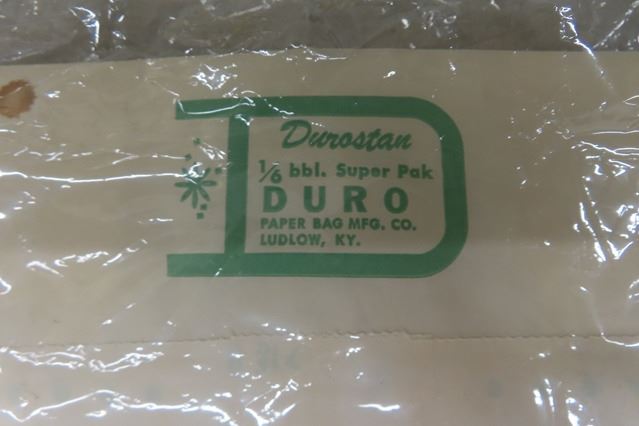 Durostan
1/6 bbl. Super Pak
DURO
PAPER BAG MFG. CO.
LUDLOW, KY.